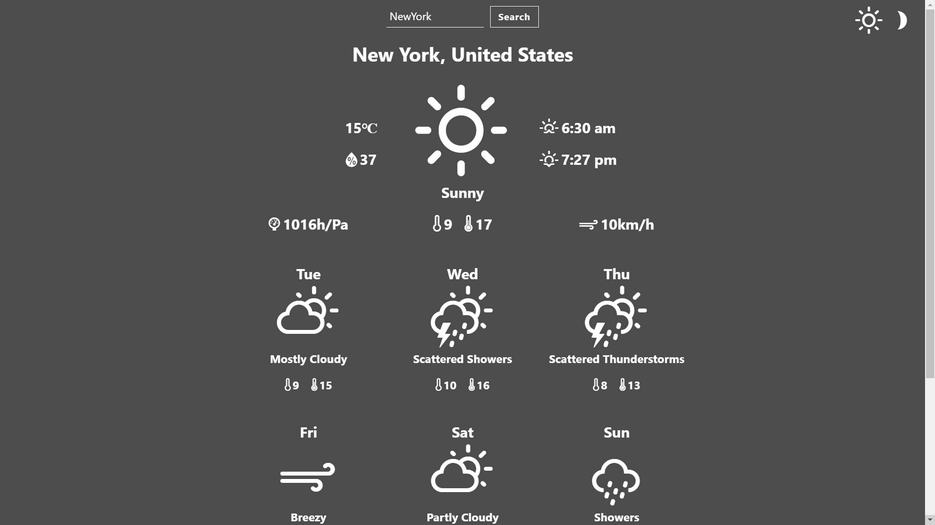 NewYork Search
New York, United States
15°C 6:30 am
% 37 7:27 pm
Sunny
1016h/Pa 9 17 10km/h
Tue Wed Thu
Mostly Cloudy Scattered Showers Scattered Thunderstorms
9 15 10 16 8 13
Fri Sat Sun
Breezy Partly Cloudy Showers